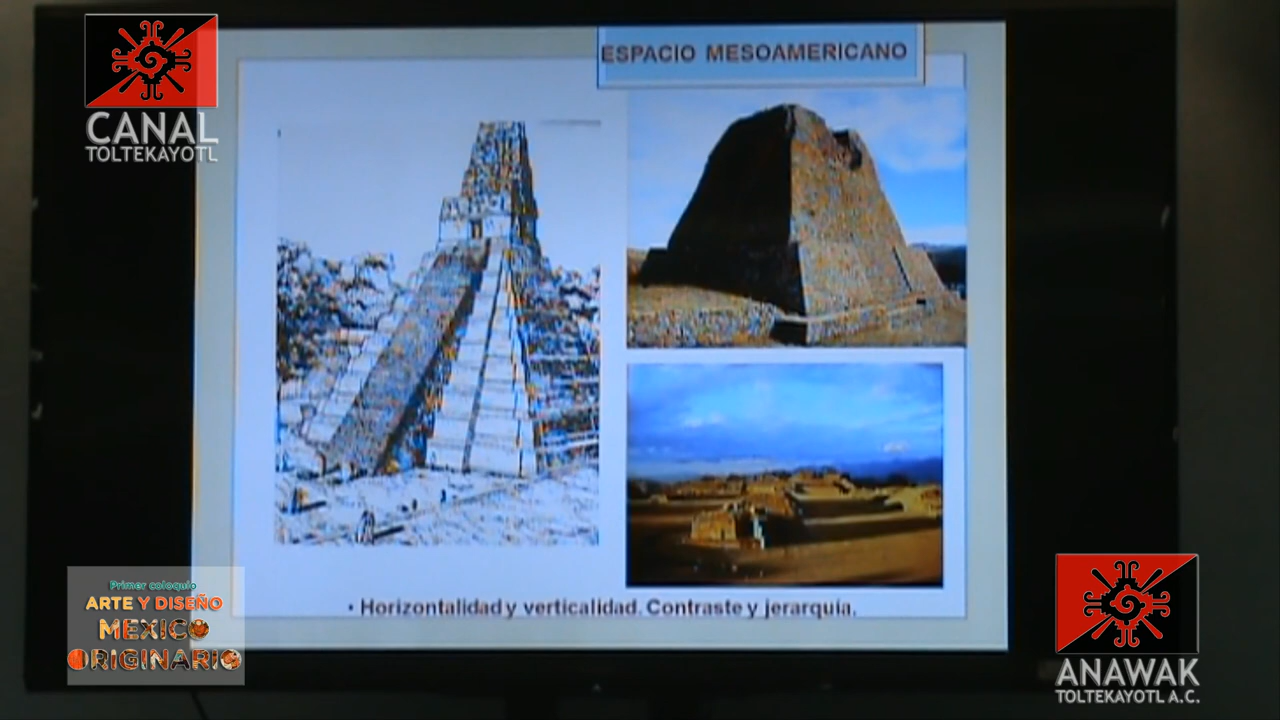 CANAL
TOLTEKAYOTL
ESPACIO MESOAMERICANO
• Horizontalidad y verticalidad. Contraste y jerarquía.
Primer coloquio
ARTE Y DISEÑO
MEXICO
ORIGINARIO
ANAWAK
TOLTEKAYOTL A.C.